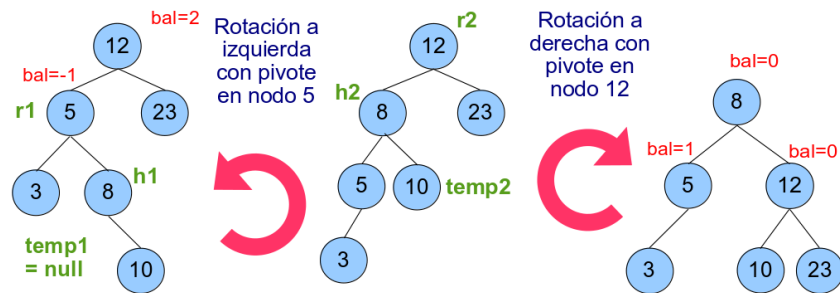 bal=2
12
bal=-1
r1
5
23
3
8
h1
temp1
= null
10
Rotación a
izquierda
con pivote
en nodo 5
r2
12
h2
8
23
5
10
temp2
3
Rotación a
derecha con
pivote en
nodo 12
bal=0
8
bal=1
bal=0
5
12
3
10
23